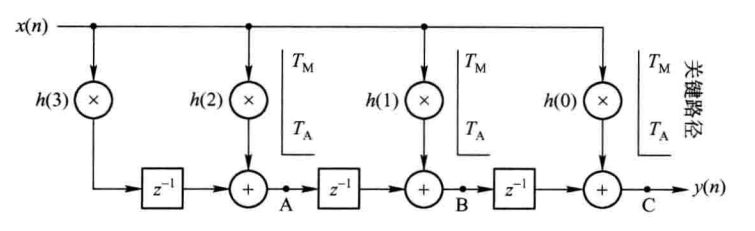 x(n)
T_M T_M T_M
h(3) × h(2) × h(1) × h(0) ×
T_A T_A T_A
关键路径
z⁻¹ + z⁻¹ + z⁻¹ + y(n)
A B C